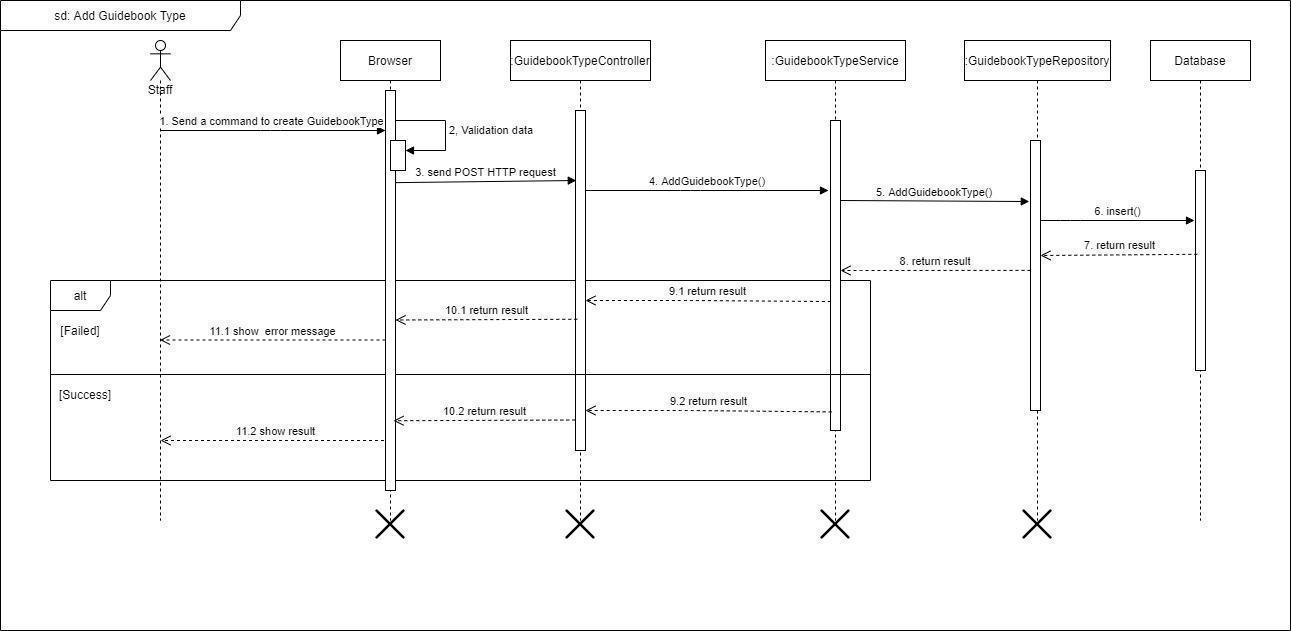 sd: Add Guidebook Type
Staff
Browser
:GuidebookTypeController
:GuidebookTypeService
:GuidebookTypeRepository
Database
1. Send a command to create GuidebookType
2, Validation data
3. send POST HTTP request
4. AddGuidebookType()
5. AddGuidebookType()
6. insert()
7. return result
8. return result
alt
9.1 return result
10.1 return result
[Failed]
11.1 show error message
[Success]
9.2 return result
10.2 return result
11.2 show result